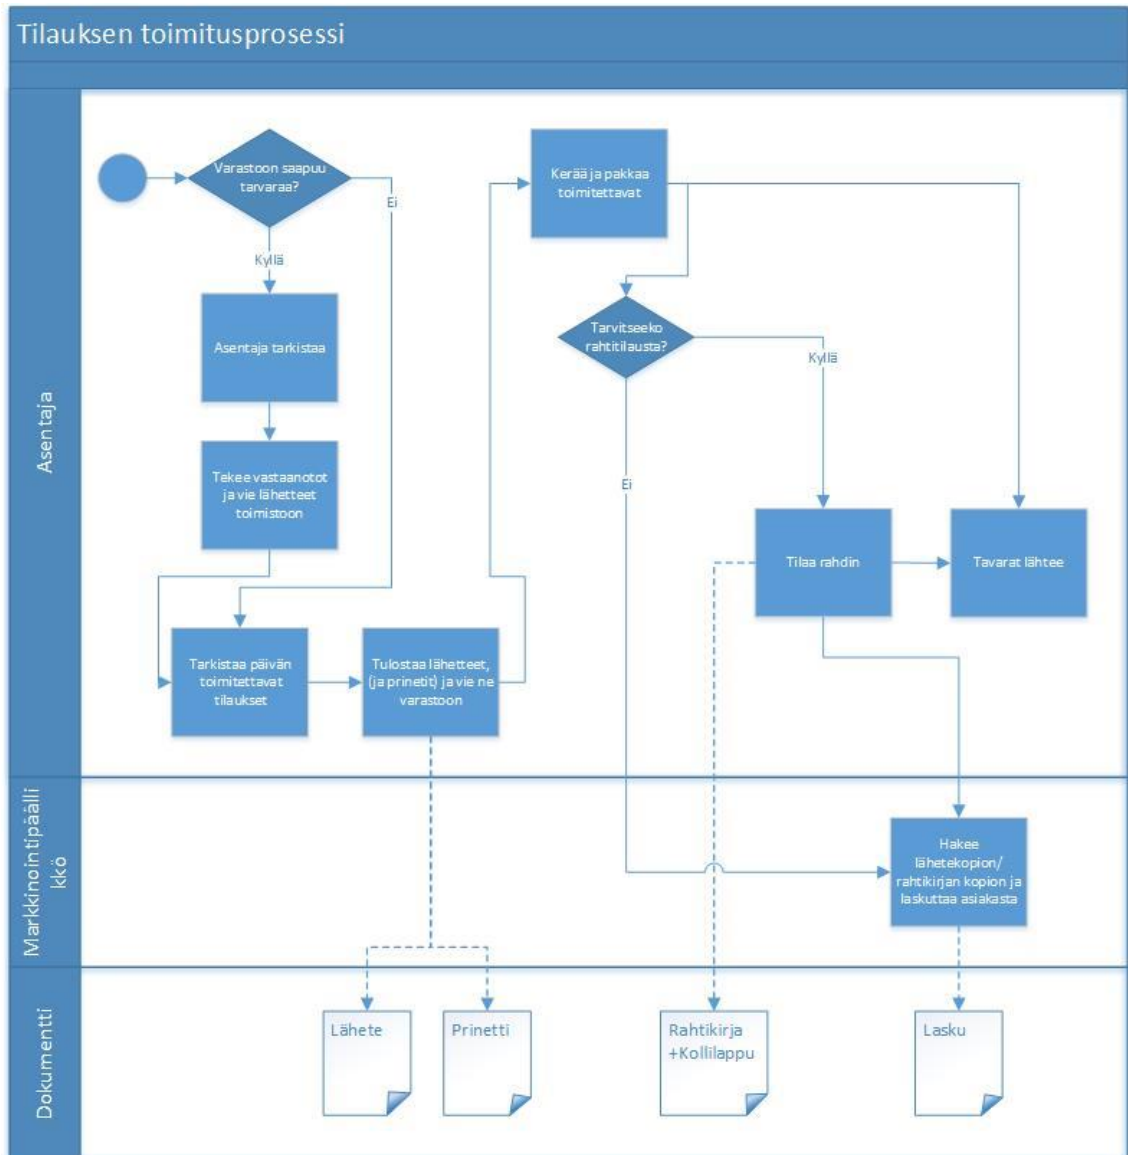 Tilauksen toimitusprosessi
Asentaja
Varastoon saapuu
tarvaraa?
Ei
Kyllä
Asentaja tarkistaa
Tekee vastaanotot
ja vie lähetteet
toimistoon
Tarkistaa päivän
toimitettavat
tilaukset
Tulostaa lähetteet,
(ja prinetit) ja vie ne
varastoon
Kerää ja pakkaa
toimitettavat
Tarvitseeko
rahtitilausta?
Kyllä
Ei
Tilaa rahdin
Tavarat lähtee
Markkinointipäälli
kkö
Hakee
lähetekopion/
rahtikirjan kopion ja
laskuttaa asiakasta
Dokumentti
Lähete
Prinetti
Rahtikirja
+Kollilappu
Lasku